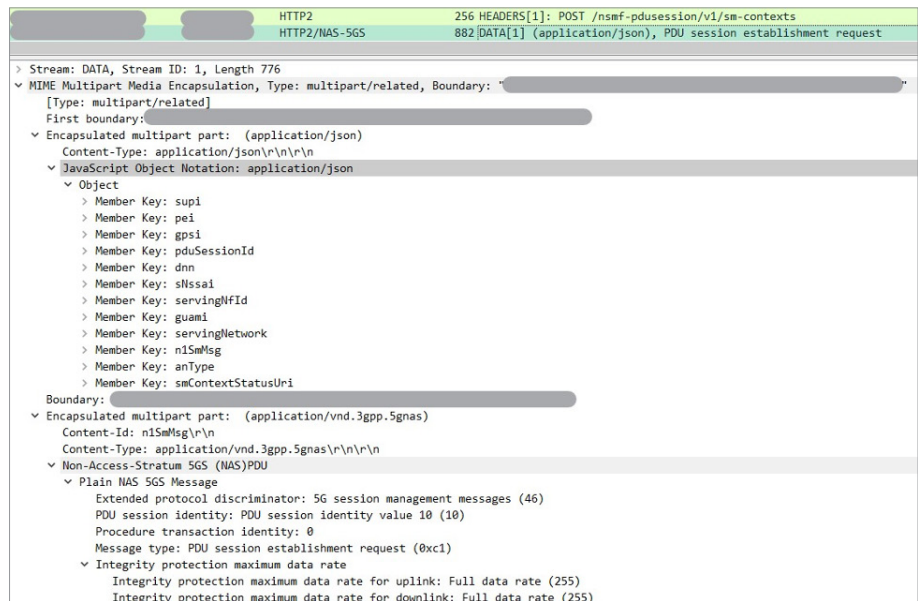 HTTP2 256 HEADERS[1]: POST /nsmf-pdusession/v1/sm-contexts
HTTP2/NAS-5GS 882 DATA[1] (application/json), PDU session establishment request
> Stream: DATA, Stream ID: 1, Length 776
MIME Multipart Media Encapsulation, Type: multipart/related, Boundary: " "
[Type: multipart/related]
First boundary:
Encapsulated multipart part: (application/json)
Content-Type: application/json\r\n\r\n
JavaScript Object Notation: application/json
Object
> Member Key: supi
> Member Key: pei
> Member Key: gpsi
> Member Key: pduSessionId
> Member Key: dnn
> Member Key: sNssai
> Member Key: servingNfId
> Member Key: guami
> Member Key: servingNetwork
> Member Key: n1SmMsg
> Member Key: anType
> Member Key: smContextStatusUri
Boundary:
Encapsulated multipart part: (application/vnd.3gpp.5gnas)
Content-Id: n1SmMsg\r\n
Content-Type: application/vnd.3gpp.5gnas\r\n\r\n
Non-Access-Stratum 5GS (NAS)PDU
Plain NAS 5GS Message
Extended protocol discriminator: 5G session management messages (46)
PDU session identity: PDU session identity value 10 (10)
Procedure transaction identity: 0
Message type: PDU session establishment request (0xc1)
Integrity protection maximum data rate
Integrity protection maximum data rate for uplink: Full data rate (255)
Integrity protection maximum data rate for downlink: Full data rate (255)